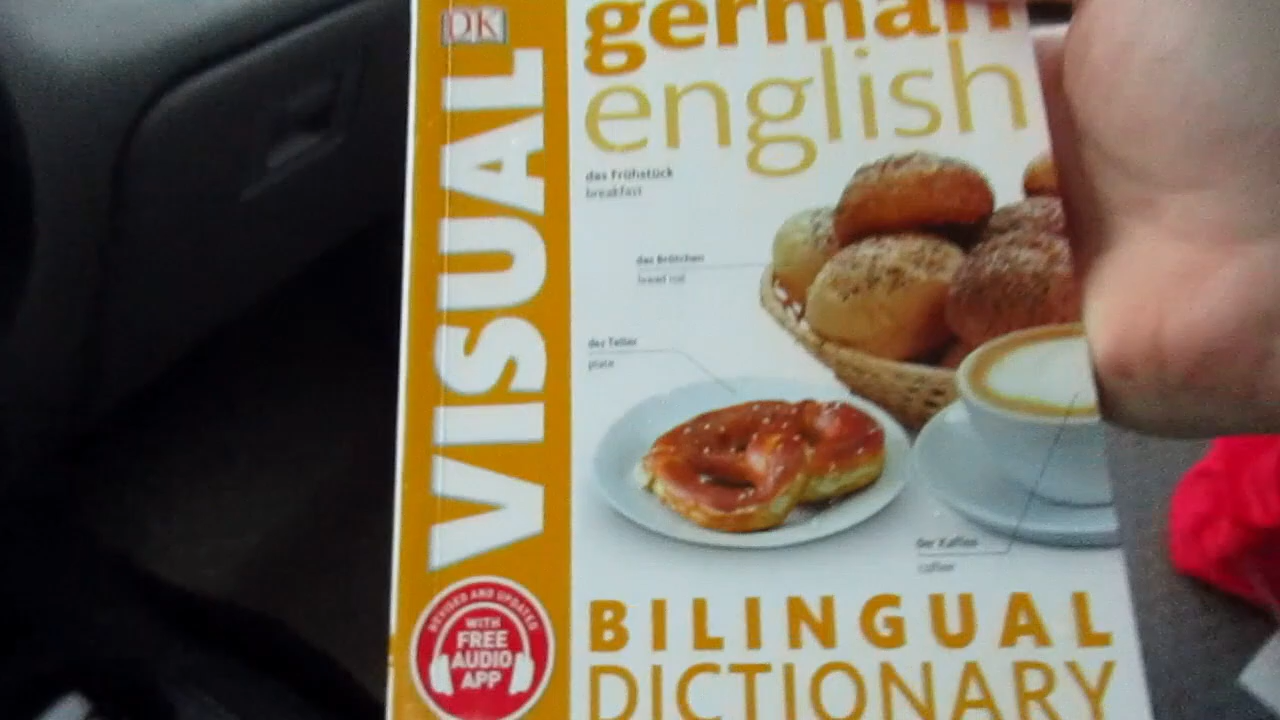 DK
VISUAL
german
english
das Frühstück
breakfast
das Brötchen
bread roll
der Teller
plate
der Kaffee
coffee
REVISED AND UPDATED
WITH
FREE
AUDIO
APP
BILINGUAL
DICTIONARY